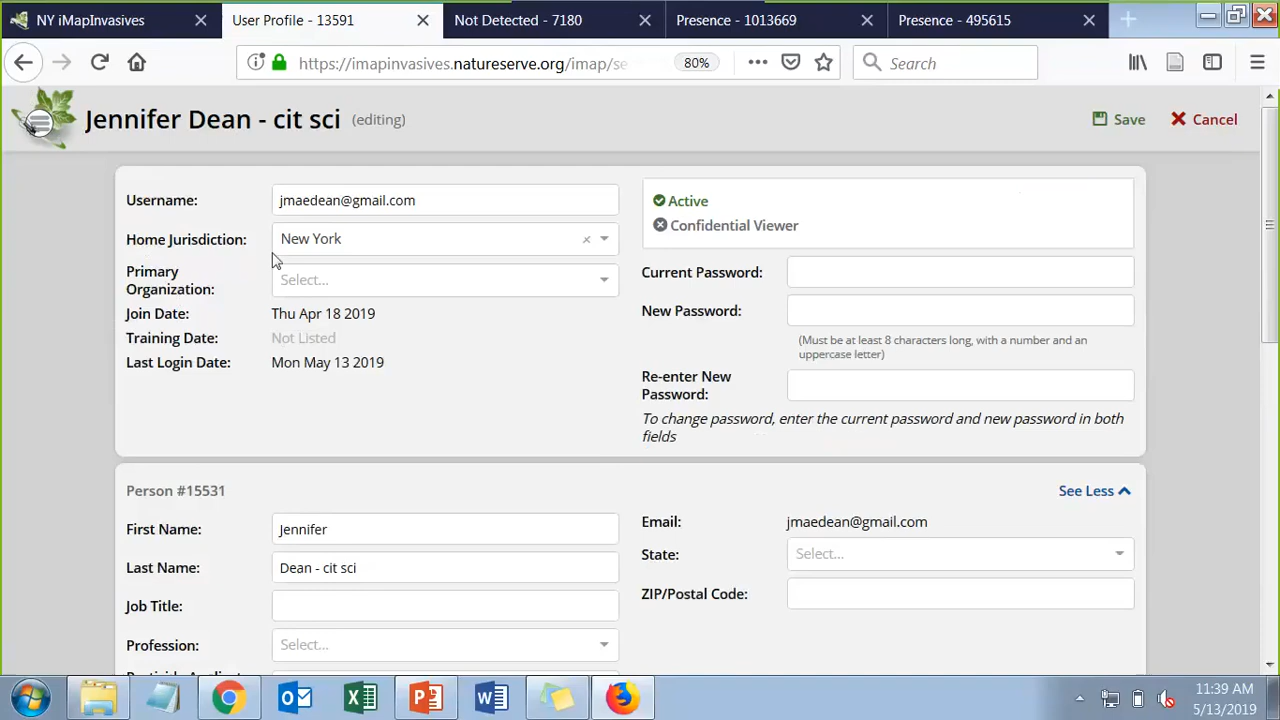 NY iMapInvasives
User Profile - 13591
Not Detected - 7180
Presence - 1013669
Presence - 495615
https://imapinvasives.natureserve.org/imap/se
80%
Search
Jennifer Dean - cit sci (editing)
Save
Cancel
Username: jmaedean@gmail.com
Home Jurisdiction: New York
Primary
Organization: Select...
Join Date: Thu Apr 18 2019
Training Date: Not Listed
Last Login Date: Mon May 13 2019
Active
Confidential Viewer
Current Password:
New Password:
(Must be at least 8 characters long, with a number and an
uppercase letter)
Re-enter New
Password:
To change password, enter the current password and new password in both
fields
Person #15531
See Less
First Name: Jennifer
Last Name: Dean - cit sci
Job Title:
Profession: Select...
Email: jmaedean@gmail.com
State: Select...
ZIP/Postal Code:
11:39 AM
5/13/2019